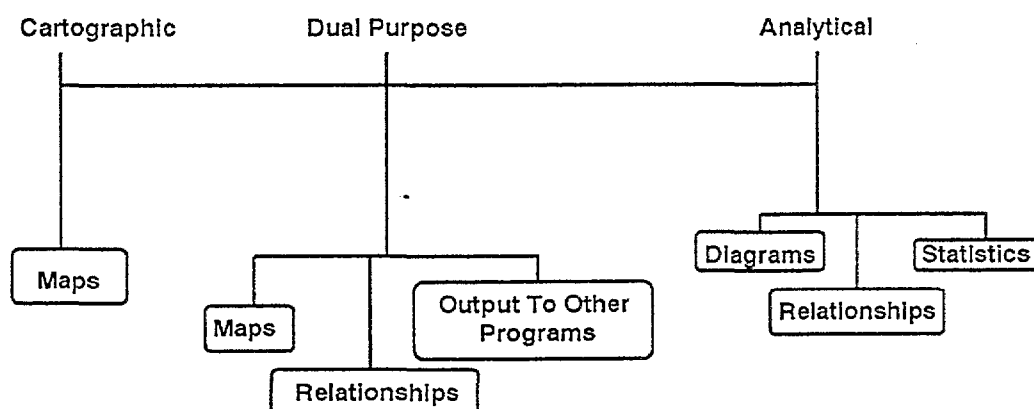 Cartographic
Dual Purpose
Analytical
Maps
Maps
Relationships
Output To Other
Programs
Diagrams
Relationships
Statistics